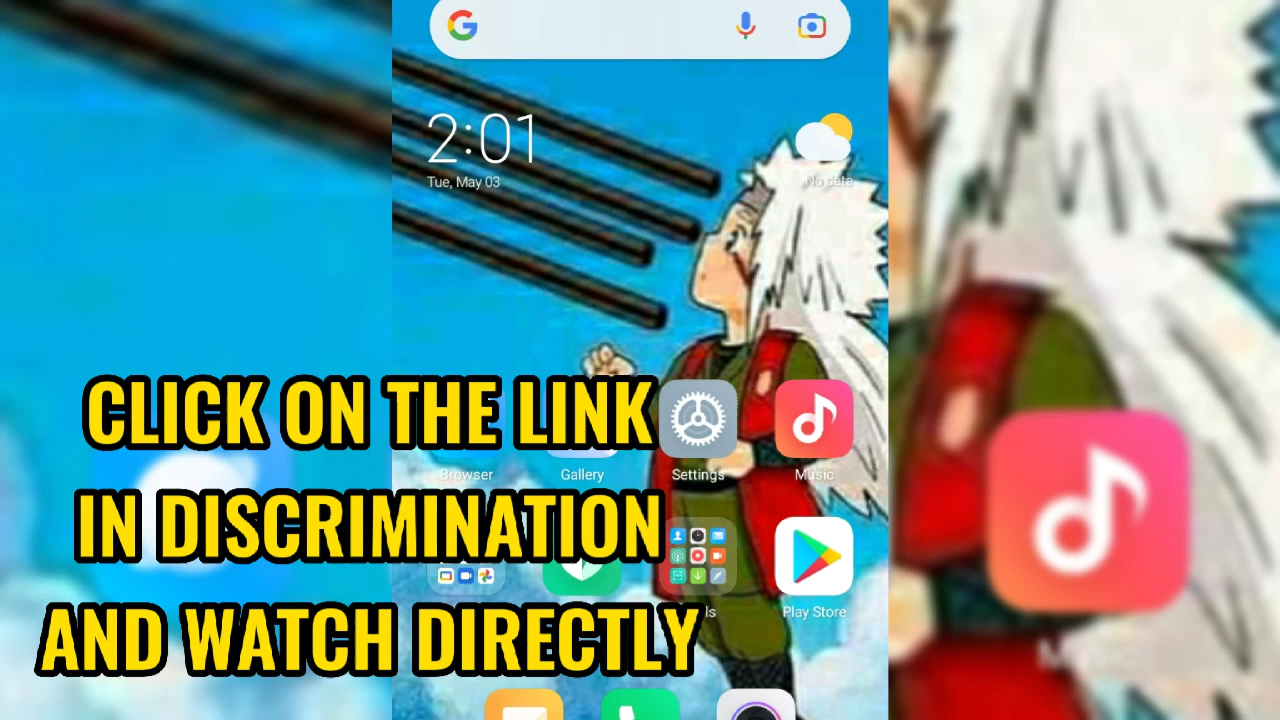 2:01
Tue, May 03
No data
CLICK ON THE LINK
Browser Gallery Settings Music
IN DISCRIMINATION
Play Store
AND WATCH DIRECTLY